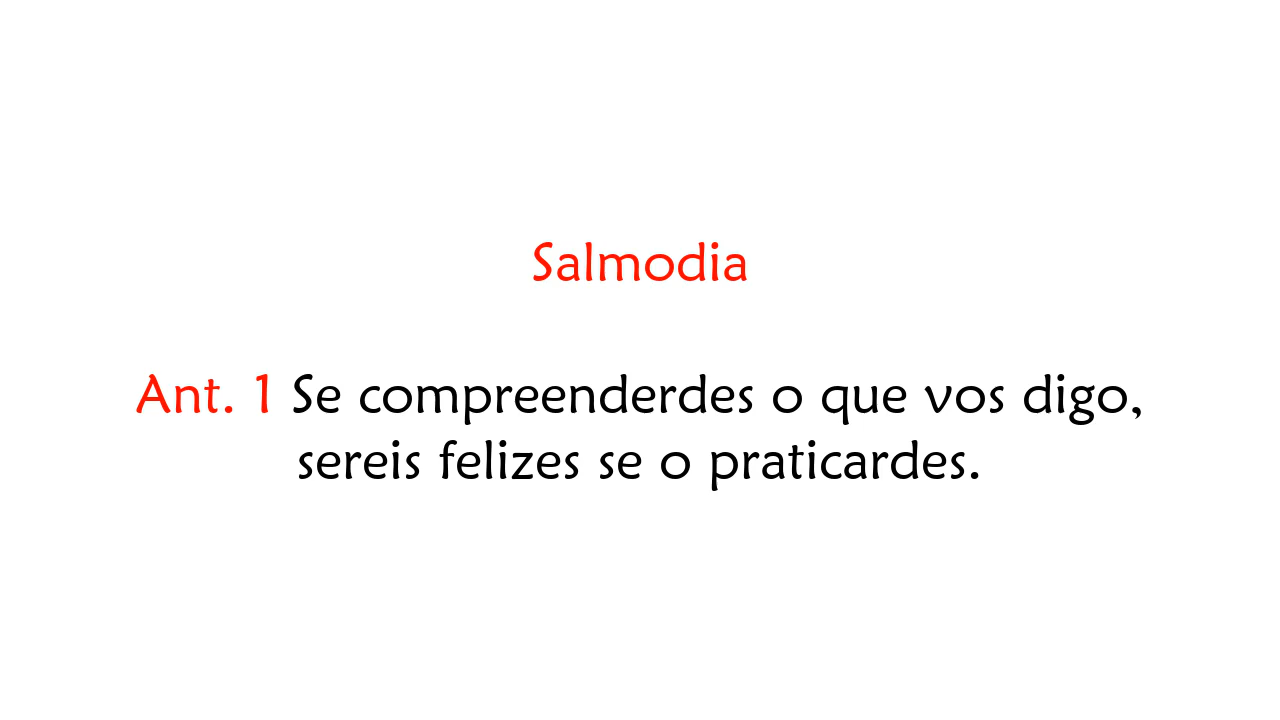 Salmodia
Ant. 1 Se compreenderdes o que vos digo,
sereis felizes se o praticardes.